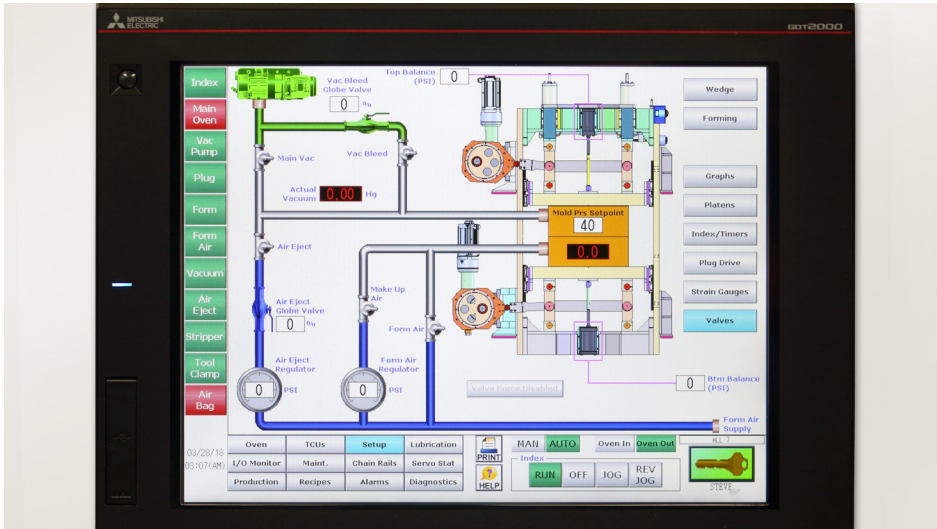 MITSUBISHI
ELECTRIC
GOT2000
Index
Main
Oven
Vac
Pump
Plug
Form
Form
Air
Vacuum
Air
Eject
Stripper
Tool
Clamp
Air
Bag
Vac Bleed
Globe Valve
0 %
Top Balance
(PSI)
0
Main Vac
Vac Bleed
Actual
Vacuum
0.00 Hg
Mold Prs Setpoint
40
0.0
Air Eject
Make Up
Air
Air Eject
Globe Valve
0 %
Form Air
Air Eject
Regulator
0 PSI
Form Air
Regulator
0 PSI
Valve Force Disabled
0
Btm Balance
(PSI)
Form Air
Supply
Wedge
Forming
Graphs
Platens
Index/Timers
Plug Drive
Strain Gauges
Valves
03/28/18
03:07(AM)
Oven TCUs Setup Lubrication
I/O Monitor Maint. Chain Rails Servo Stat
Production Recipes Alarms Diagnostics
PRINT
HELP
MAN AUTO Oven In Oven Out
Index
RUN OFF JOG REV
JOG
ALL 7
STEVE